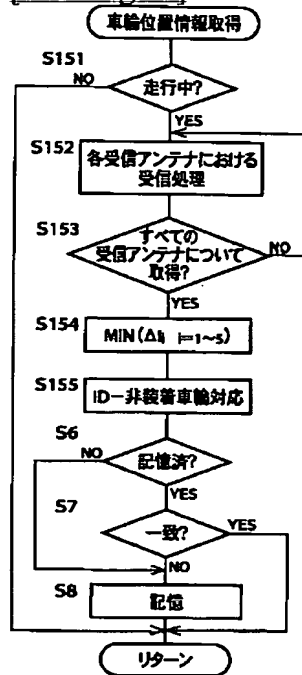 車輪位置情報取得
S151
走行中?
NO
YES
S152
各受信アンテナにおける
受信処理
S153
すべての
受信アンテナについて
取得?
NO
YES
S154
S155
ID-非装着車輪対応
S6
記憶済?
NO
YES
S7
一致?
YES
NO
S8
記憶
リターン